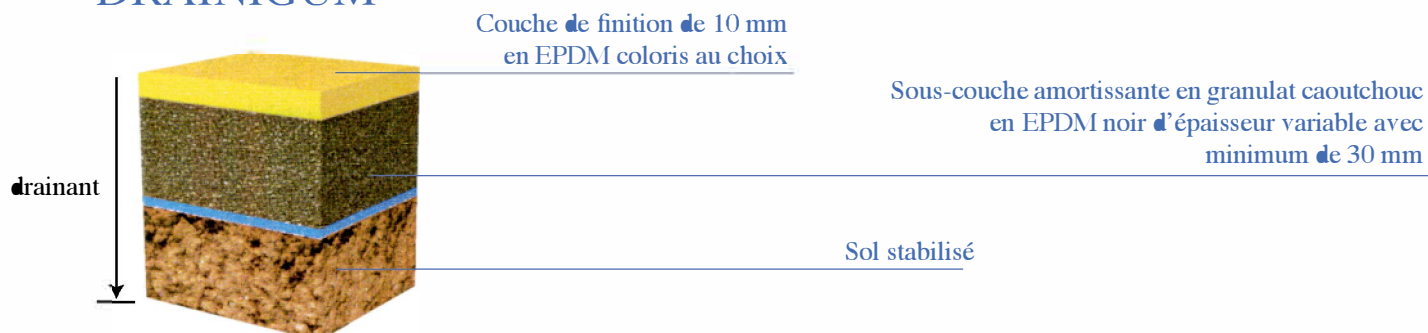 DRAINIGUM
Couche de finition de 10 mm
en EPDM coloris au choix
Sous-couche amortissante en granulat caoutchouc
en EPDM noir d'épaisseur variable avec
minimum de 30 mm
drainant
Sol stabilisé